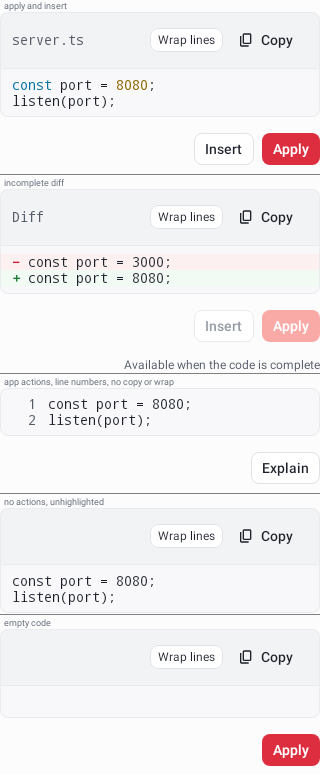 apply and insert
server.ts Wrap lines Copy
const port = 8080;
listen(port);
Insert Apply
incomplete diff
Diff Wrap lines Copy
- const port = 3000;
+ const port = 8080;
Insert Apply
Available when the code is complete
app actions, line numbers, no copy or wrap
1 const port = 8080;
2 listen(port);
Explain
no actions, unhighlighted
Wrap lines Copy
const port = 8080;
listen(port);
empty code
Wrap lines Copy
Apply